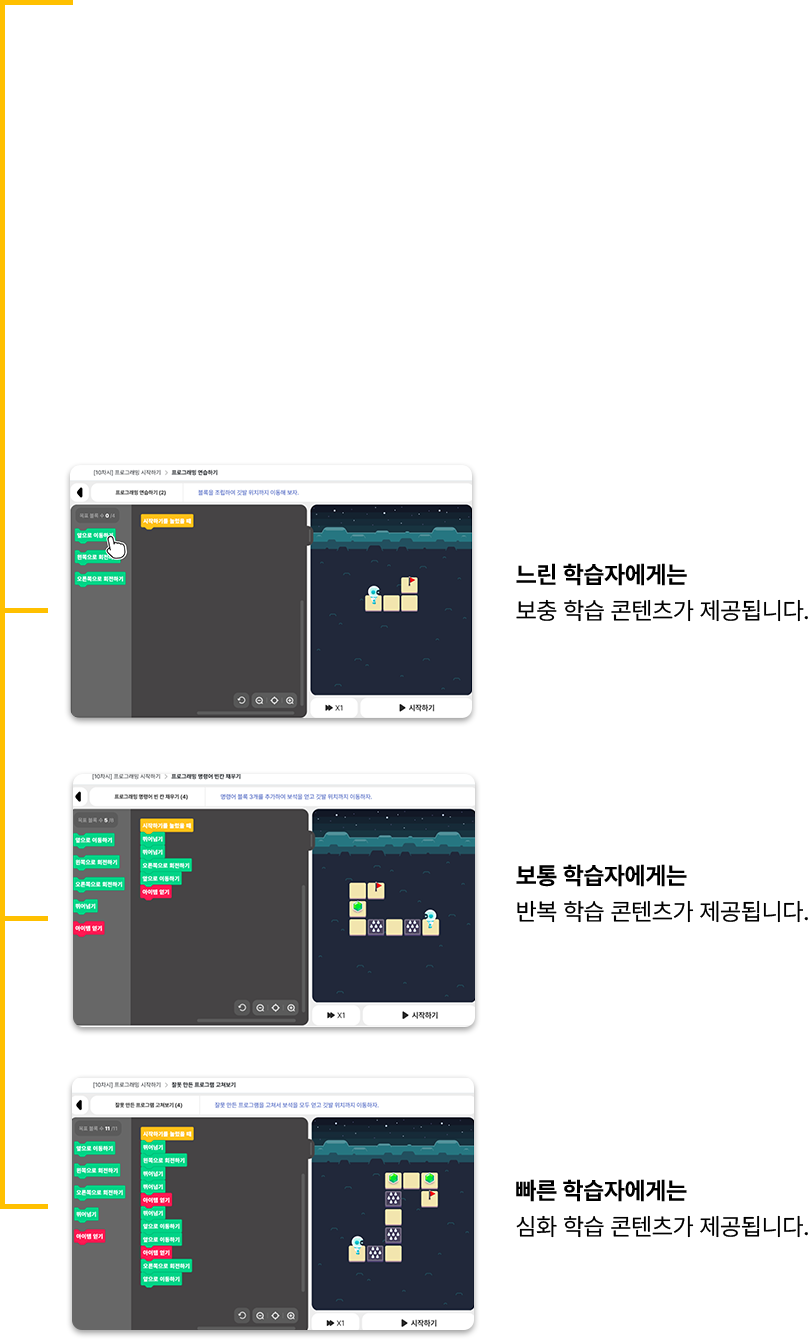 [10차시] 프로그래밍 시작하기 > 프로그래밍 연습하기
프로그래밍 연습하기 (2)
블록을 조립하여 깃발 위치까지 이동해 보자.
목표 블록 수 0 /4
시작하기를 눌렀을 때
앞으로 이동하기
왼쪽으로 회전하기
오른쪽으로 회전하기
X1
시작하기
느린 학습자에게는
보충 학습 콘텐츠가 제공됩니다.
[10차시] 프로그래밍 시작하기 > 프로그래밍 명령어 빈칸 채우기
프로그래밍 명령어 빈 칸 채우기 (4)
명령어 블록 3개를 추가하여 보석을 얻고 깃발 위치까지 이동하자.
목표 블록 수 5 /8
앞으로 이동하기
왼쪽으로 회전하기
오른쪽으로 회전하기
뛰어넘기
아이템 얻기
시작하기를 눌렀을 때
뛰어넘기
뛰어넘기
오른쪽으로 회전하기
앞으로 이동하기
아이템 얻기
X1
시작하기
보통 학습자에게는
반복 학습 콘텐츠가 제공됩니다.
[10차시] 프로그래밍 시작하기 > 잘못 만든 프로그램 고쳐보기
잘못 만든 프로그램 고쳐보기 (4)
잘못 만든 프로그램을 고쳐서 보석을 모두 얻고 깃발 위치까지 이동하자.
목표 블록 수 11 /11
앞으로 이동하기
왼쪽으로 회전하기
오른쪽으로 회전하기
뛰어넘기
아이템 얻기
시작하기를 눌렀을 때
뛰어넘기
왼쪽으로 회전하기
뛰어넘기
뛰어넘기
아이템 얻기
뛰어넘기
앞으로 이동하기
앞으로 이동하기
아이템 얻기
오른쪽으로 회전하기
앞으로 이동하기
X1
시작하기
빠른 학습자에게는
심화 학습 콘텐츠가 제공됩니다.